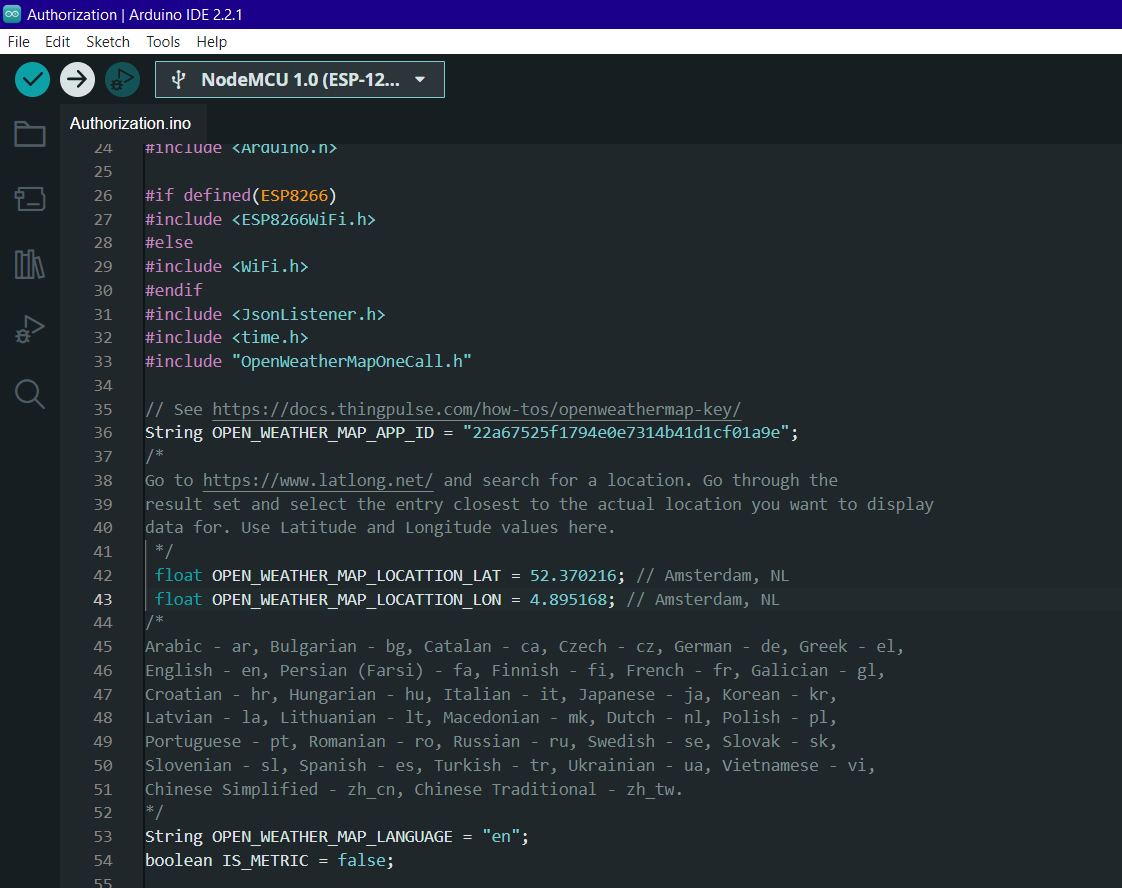 Authorization | Arduino IDE 2.2.1
File Edit Sketch Tools Help
NodeMCU 1.0 (ESP-12...
Authorization.ino
24 #include <Arduino.h>
25
26 #if defined(ESP8266)
27 #include <ESP8266WiFi.h>
28 #else
29 #include <WiFi.h>
30 #endif
31 #include <JsonListener.h>
32 #include <time.h>
33 #include "OpenWeatherMapOneCall.h"
34
35 // See https://docs.thingpulse.com/how-tos/openweathermap-key/
36 String OPEN_WEATHER_MAP_APP_ID = "22a67525f1794e0e7314b41d1cf01a9e";
37 /*
38 Go to https://www.latlong.net/ and search for a location. Go through the
39 result set and select the entry closest to the actual location you want to display
40 data for. Use Latitude and Longitude values here.
41 */
42 float OPEN_WEATHER_MAP_LOCATTION_LAT = 52.370216; // Amsterdam, NL
43 float OPEN_WEATHER_MAP_LOCATTION_LON = 4.895168; // Amsterdam, NL
44 /*
45 Arabic - ar, Bulgarian - bg, Catalan - ca, Czech - cz, German - de, Greek - el,
46 English - en, Persian (Farsi) - fa, Finnish - fi, French - fr, Galician - gl,
47 Croatian - hr, Hungarian - hu, Italian - it, Japanese - ja, Korean - kr,
48 Latvian - la, Lithuanian - lt, Macedonian - mk, Dutch - nl, Polish - pl,
49 Portuguese - pt, Romanian - ro, Russian - ru, Swedish - se, Slovak - sk,
50 Slovenian - sl, Spanish - es, Turkish - tr, Ukrainian - ua, Vietnamese - vi,
51 Chinese Simplified - zh_cn, Chinese Traditional - zh_tw.
52 */
53 String OPEN_WEATHER_MAP_LANGUAGE = "en";
54 boolean IS_METRIC = false;
55